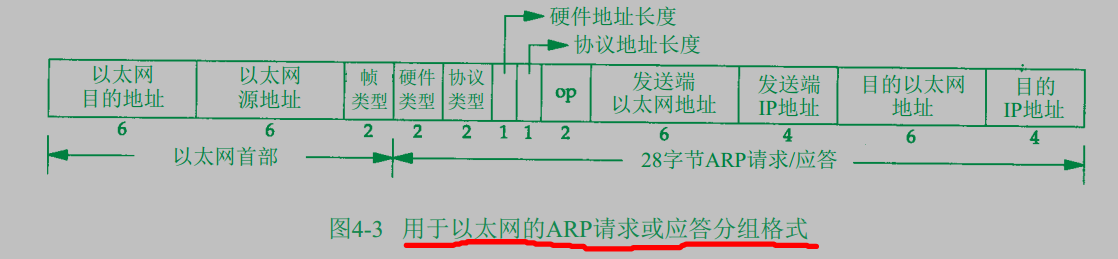 硬件地址长度
协议地址长度
以太网
目的地址
以太网
源地址
帧
类型
硬件
类型
协议
类型
op
发送端
以太网地址
发送端
IP地址
目的以太网
地址
目的
IP地址
6 6 2 2 2 1 1 2 6 4 6 4
以太网首部
28字节ARP请求/应答
图4-3 用于以太网的ARP请求或应答分组格式